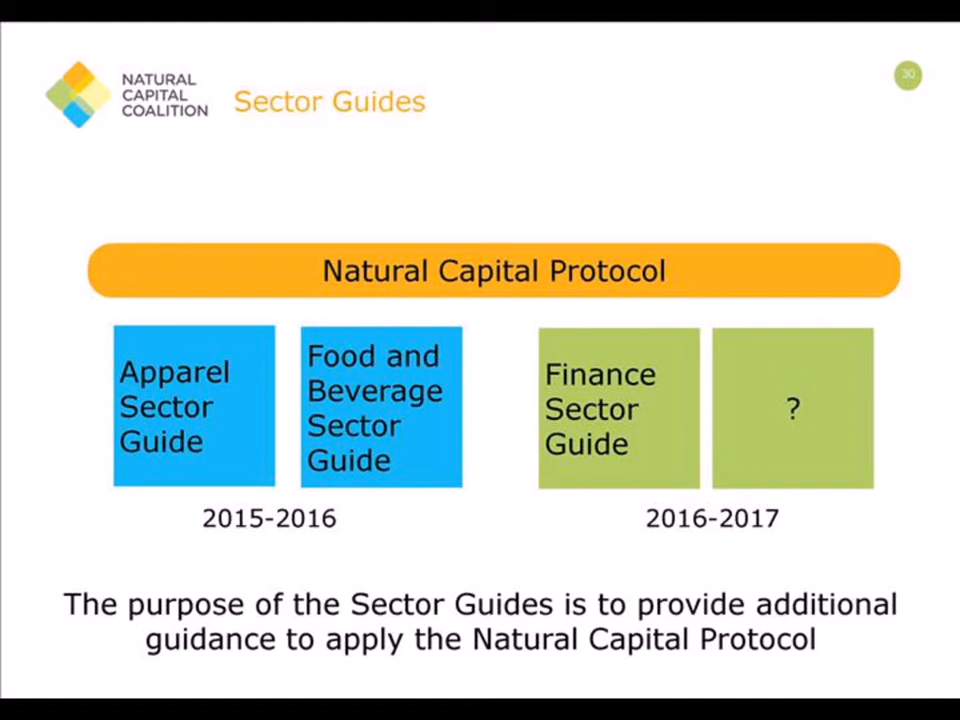 NATURAL
CAPITAL
COALITION
Sector Guides
30
Natural Capital Protocol
Apparel
Sector
Guide
Food and
Beverage
Sector
Guide
Finance
Sector
Guide
?
2015-2016
2016-2017
The purpose of the Sector Guides is to provide additional
guidance to apply the Natural Capital Protocol